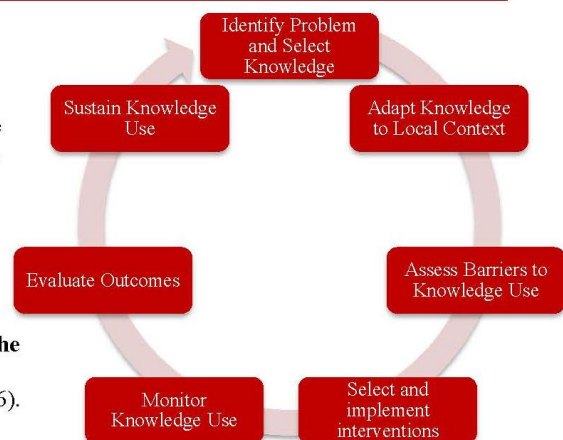 Identify Problem
and Select
Knowledge
Adapt Knowledge
to Local Context
Assess Barriers to
Knowledge Use
Select and
implement
interventions
Monitor
Knowledge Use
Evaluate Outcomes
Sustain Knowledge
Use
he
6).